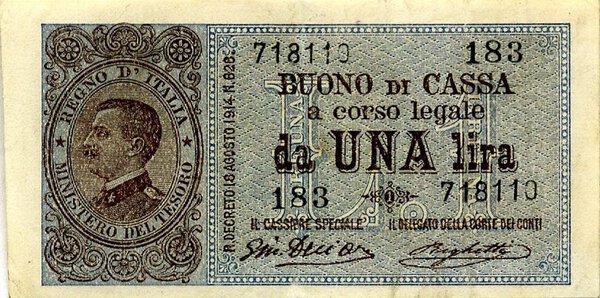 REGNO D'ITALIA
MINISTERO DEL TESORO
R. DECRETO 18 AGOSTO 1914 N. 828.
718110 183
BUONO DI CASSA
a corso legale
da UNA lira
183 718110
IL CASSIERE SPECIALE IL DELEGATO DELLA CORTE DEI CONTI